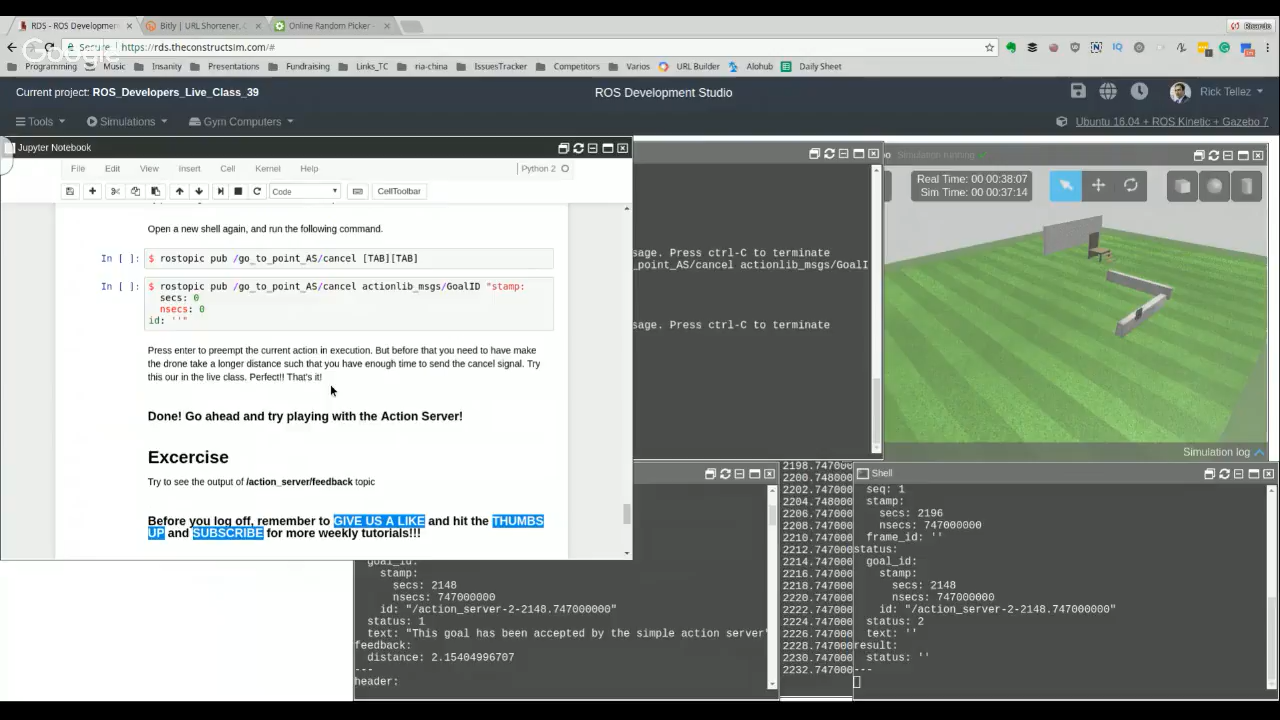 RDS - ROS Development
Bitly | URL Shortener, C
Online Random Picker -
Ricardo
Secure https://rds.theconstructsim.com/#
Google
Programming Music Insanity Presentations Fundraising Links_TC ria-china IssuesTracker Competitors Varios URL Builder Alohub Daily Sheet
Current project: ROS_Developers_Live_Class_39
ROS Development Studio
Rick Tellez
Tools Simulations Gym Computers
Ubuntu 16.04 + ROS Kinetic + Gazebo 7
Jupyter Notebook
File Edit View Insert Cell Kernel Help
Python 2
Code
CellToolbar
Open a new shell again, and run the following command.
In [ ]: $ rostopic pub /go_to_point_AS/cancel [TAB][TAB]
In [ ]: $ rostopic pub /go_to_point_AS/cancel actionlib_msgs/GoalID "stamp:
secs: 0
nsecs: 0
id: ''"
Press enter to preempt the current action in execution. But before that you need to have make
the drone take a longer distance such that you have enough time to send the cancel signal. Try
this our in the live class. Perfect!! That's it!
Done! Go ahead and try playing with the Action Server!
Excercise
Try to see the output of /action_server/feedback topic
Before you log off, remember to GIVE US A LIKE and hit the THUMBS
UP and SUBSCRIBE for more weekly tutorials!!!
sage. Press ctrl-C to terminate
_point_AS/cancel actionlib_msgs/GoalI
sage. Press ctrl-C to terminate
bo Simulation running
Real Time: 00 00:38:07
Sim Time: 00 00:37:14
Simulation log
goal_id:
stamp:
secs: 2148
nsecs: 747000000
id: "/action_server-2-2148.747000000"
status: 1
text: "This goal has been accepted by the simple action server"
feedback:
distance: 2.15404996707
---
header:
2198.747000
2200.748000
2202.747000
2204.748000
2206.747000
2208.747000
2210.747000
2212.747000
2214.747000
2216.747000
2218.747000
2220.747000
2222.747000
2224.747000
2226.747000
2228.747000
2230.747000
2232.747000
Shell
seq: 1
stamp:
secs: 2196
nsecs: 747000000
frame_id: ''
status:
goal_id:
stamp:
secs: 2148
nsecs: 747000000
id: "/action_server-2-2148.747000000"
status: 2
text: ''
result:
status: ''
---